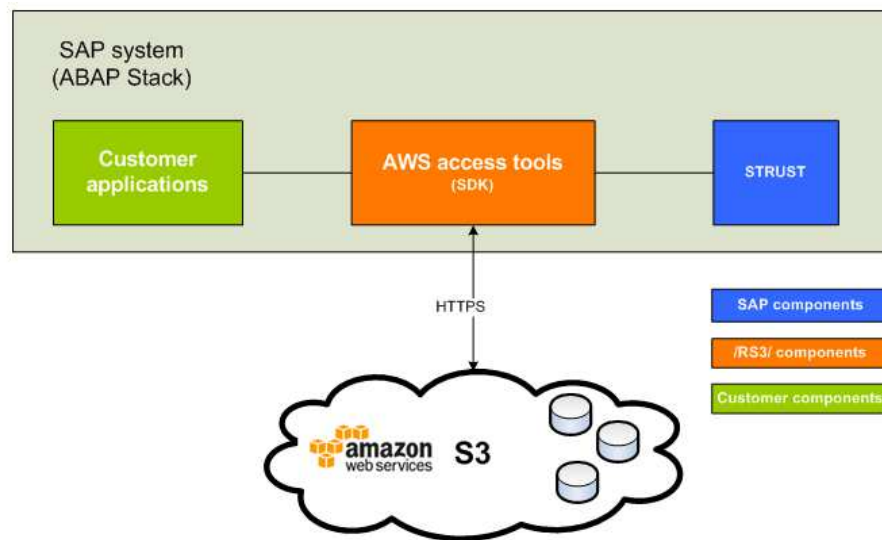 SAP system
(ABAP Stack)
Customer
applications
AWS access tools
(SDK)
STRUST
HTTPS
SAP components
/RS3/ components
Customer components
amazon
web services
S3